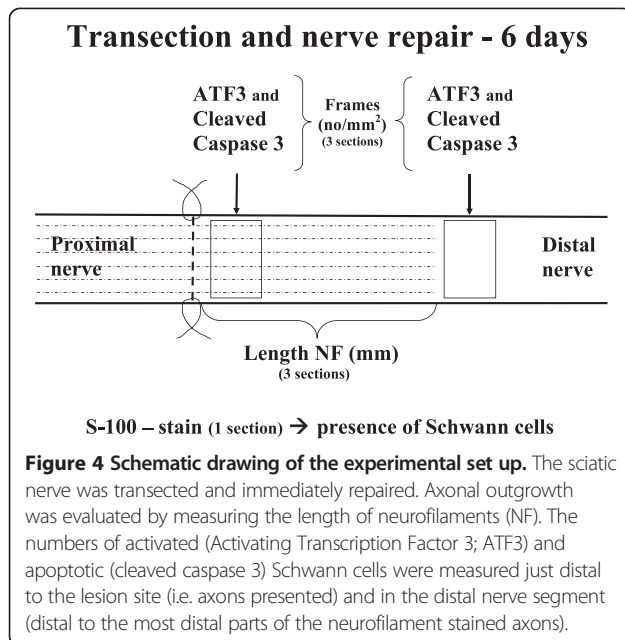 Transection and nerve repair - 6 days
ATF3 and
Cleaved
Caspase 3
Frames
(no/mm²)
(3 sections)
ATF3 and
Cleaved
Caspase 3
Proximal
nerve
Distal
nerve
Length NF (mm)
(3 sections)
S-100 – stain (1 section) → presence of Schwann cells
Figure 4 Schematic drawing of the experimental set up. The sciatic
nerve was transected and immediately repaired. Axonal outgrowth
was evaluated by measuring the length of neurofilaments (NF). The
numbers of activated (Activating Transcription Factor 3; ATF3) and
apoptotic (cleaved caspase 3) Schwann cells were measured just distal
to the lesion site (i.e. axons presented) and in the distal nerve segment
(distal to the most distal parts of the neurofilament stained axons).